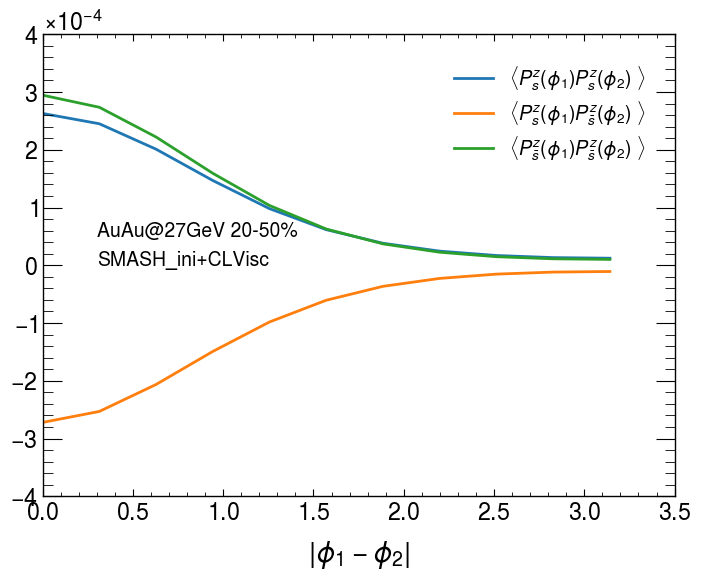 ×10⁻⁴
4
3
2
1
0
−1
−2
−3
−4
⟨P_s^z(ϕ₁)P_s^z(ϕ₂)⟩
⟨P_s^z(ϕ₁)P_s̄^z(ϕ₂)⟩
⟨P_s̄^z(ϕ₁)P_s̄^z(ϕ₂)⟩
AuAu@27GeV 20-50%
SMASH_ini+CLVisc
0.0 0.5 1.0 1.5 2.0 2.5 3.0 3.5
|ϕ₁ − ϕ₂|